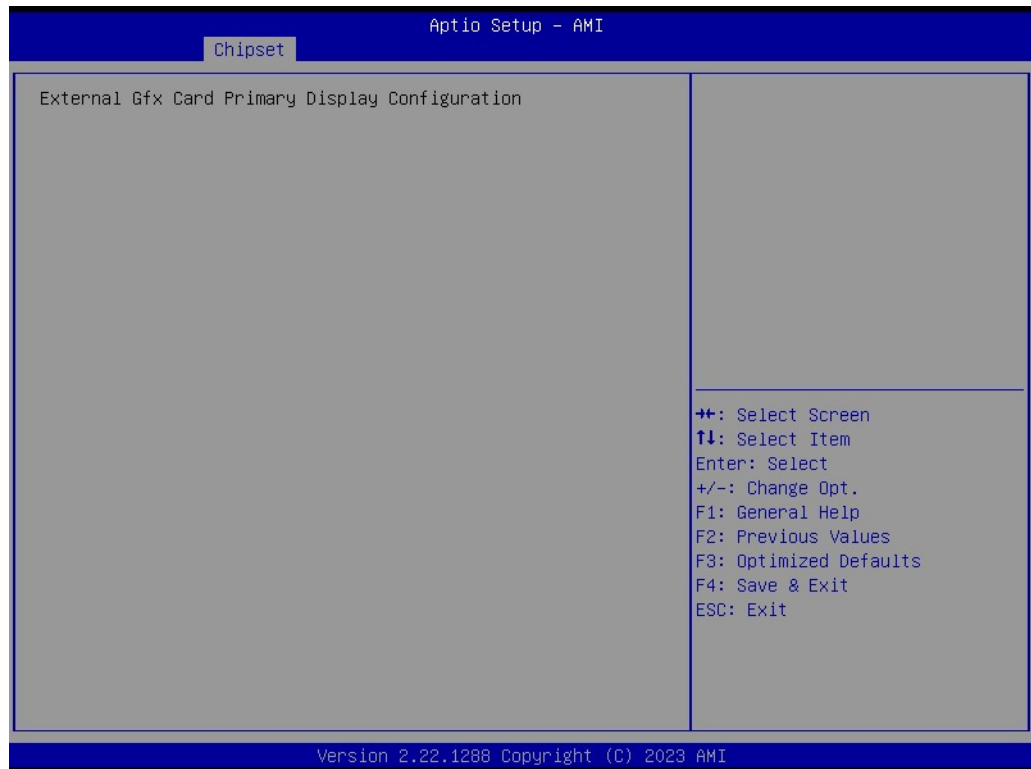 Aptio Setup - AMI
Chipset
External Gfx Card Primary Display Configuration
→←: Select Screen
↑↓: Select Item
Enter: Select
+/-: Change Opt.
F1: General Help
F2: Previous Values
F3: Optimized Defaults
F4: Save & Exit
ESC: Exit
Version 2.22.1288 Copyright (C) 2023 AMI